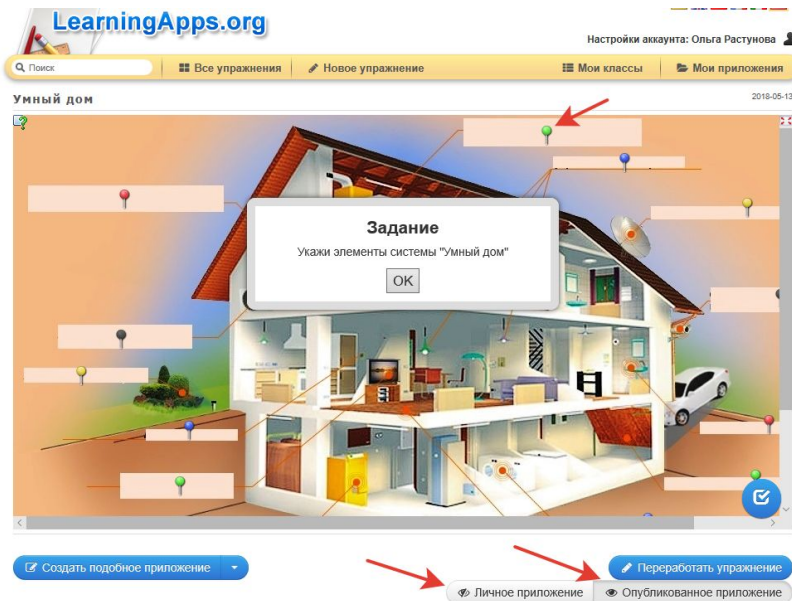 LearningApps.org
Настройки аккаунта: Ольга Растунова
Поиск
Все упражнения
Новое упражнение
Мои классы
Мои приложения
Умный дом
2018-05-13
Задание
Укажи элементы системы "Умный дом"
OK
Создать подобное приложение
Переработать упражнение
Личное приложение
Опубликованное приложение